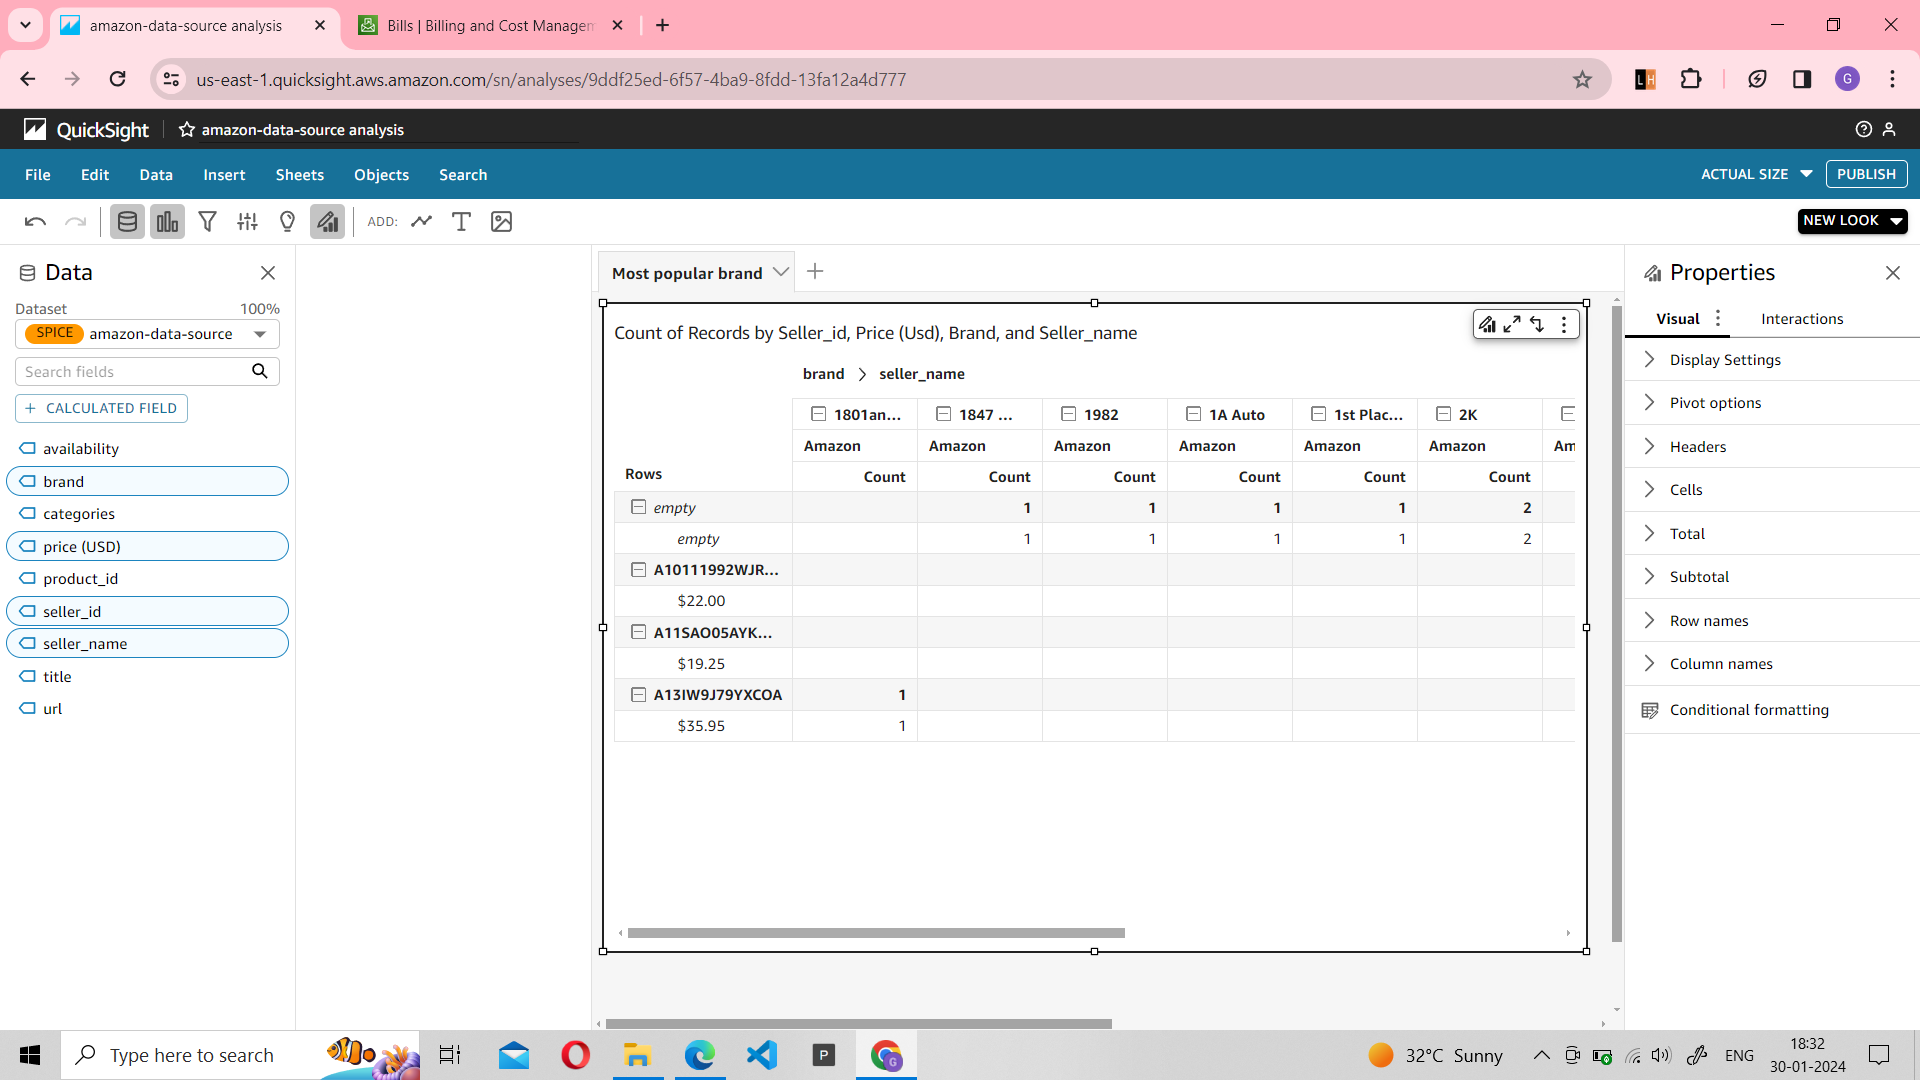 amazon-data-source analysis
Bills | Billing and Cost Managem
us-east-1.quicksight.aws.amazon.com/sn/analyses/9ddf25ed-6f57-4ba9-8fdd-13fa12a4d777
LH
G
QuickSight
amazon-data-source analysis
File Edit Data Insert Sheets Objects Search
ACTUAL SIZE
PUBLISH
ADD:
NEW LOOK
Data
Dataset 100%
SPICE amazon-data-source
Search fields
+ CALCULATED FIELD
availability
brand
categories
price (USD)
product_id
seller_id
seller_name
title
url
Most popular brand
Count of Records by Seller_id, Price (Usd), Brand, and Seller_name
brand > seller_name
1801an... 1847 ... 1982 1A Auto 1st Plac... 2K
Amazon Amazon Amazon Amazon Amazon Amazon Am
Rows Count Count Count Count Count Count
empty 1 1 1 1 2
empty 1 1 1 1 2
A10111992WJR...
$22.00
A11SAO05AYK...
$19.25
A13IW9J79YXCOA 1
$35.95 1
Properties
Visual Interactions
Display Settings
Pivot options
Headers
Cells
Total
Subtotal
Row names
Column names
Conditional formatting
Type here to search
P
G
32°C Sunny
ENG
18:32
30-01-2024